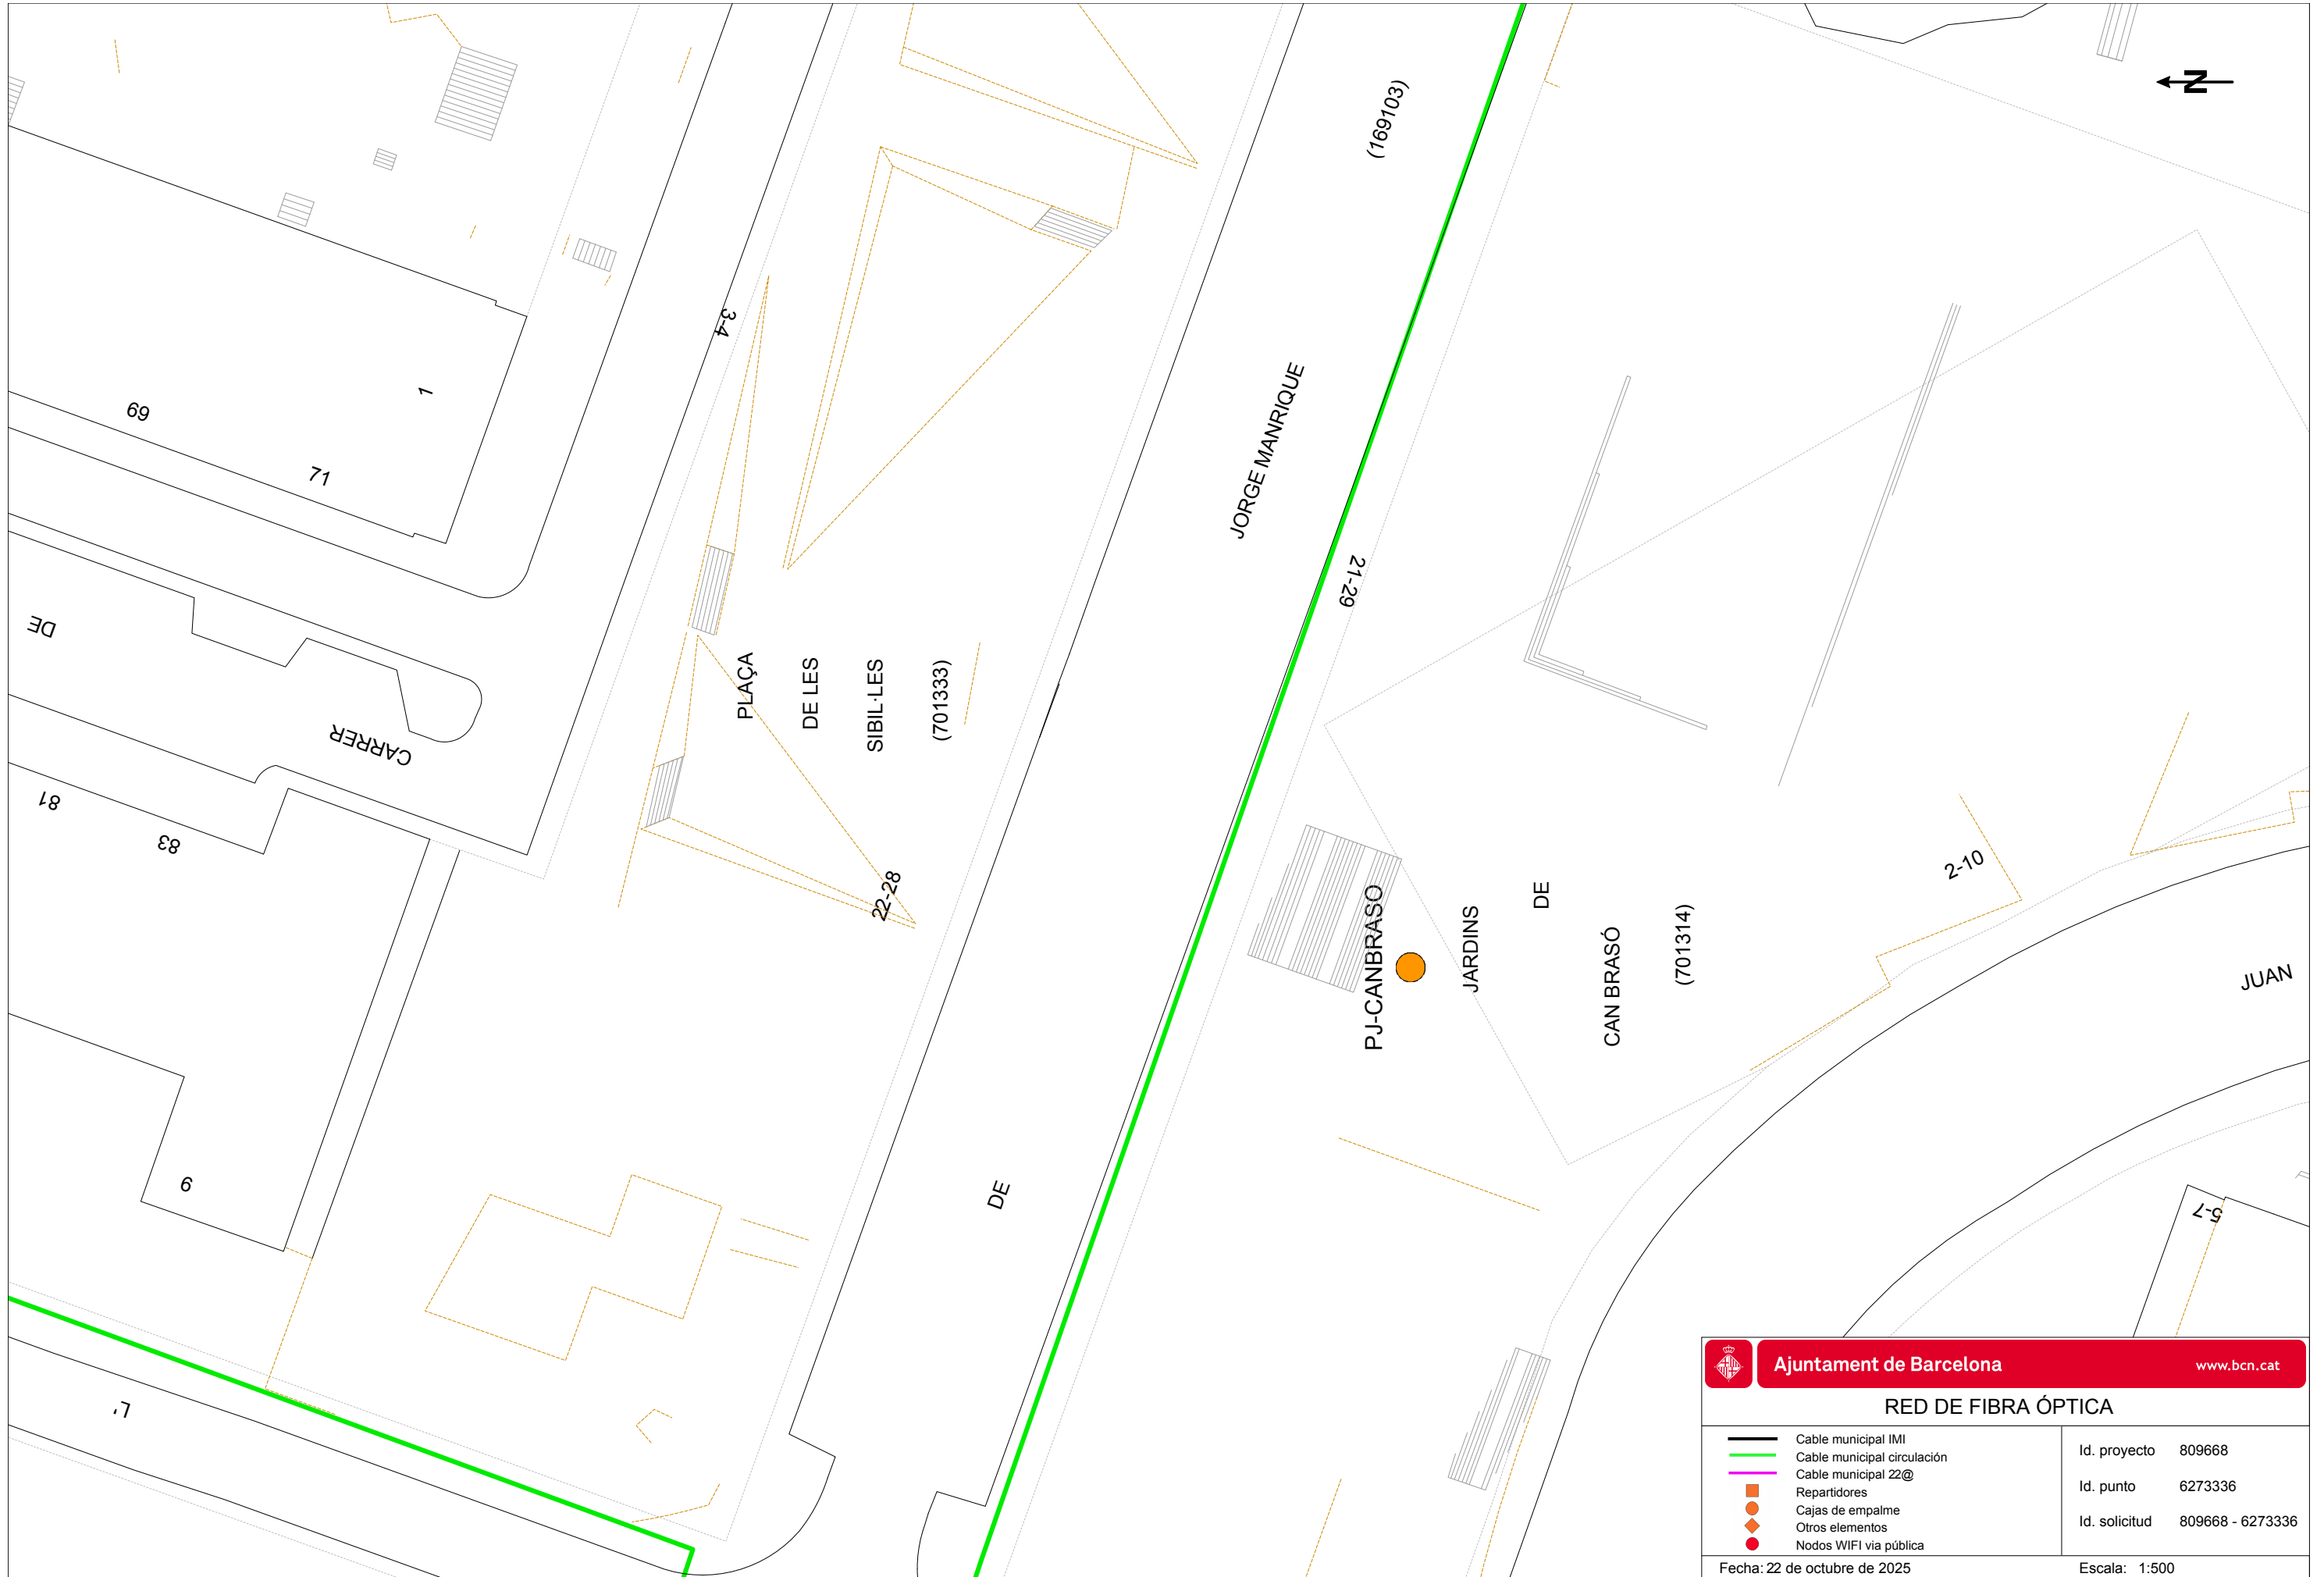 N
(169103)
3-4
1
69
71
JORGE MANRIQUE
21-29
DE
PLAÇA
DE LES
SIBIL·LES
(701333)
CARRER
81
83
22-28
2-10
PJ-CANBRASO
JARDINS
DE
CAN BRASÓ
(701314)
JUAN
9
DE
5-7
L'
Ajuntament de Barcelona
www.bcn.cat
RED DE FIBRA ÓPTICA
Cable municipal IMI
Cable municipal circulación
Cable municipal 22@
Repartidores
Cajas de empalme
Otros elementos
Nodos WIFI via pública
Id. proyecto 809668
Id. punto 6273336
Id. solicitud 809668 - 6273336
Fecha: 22 de octubre de 2025
Escala: 1:500